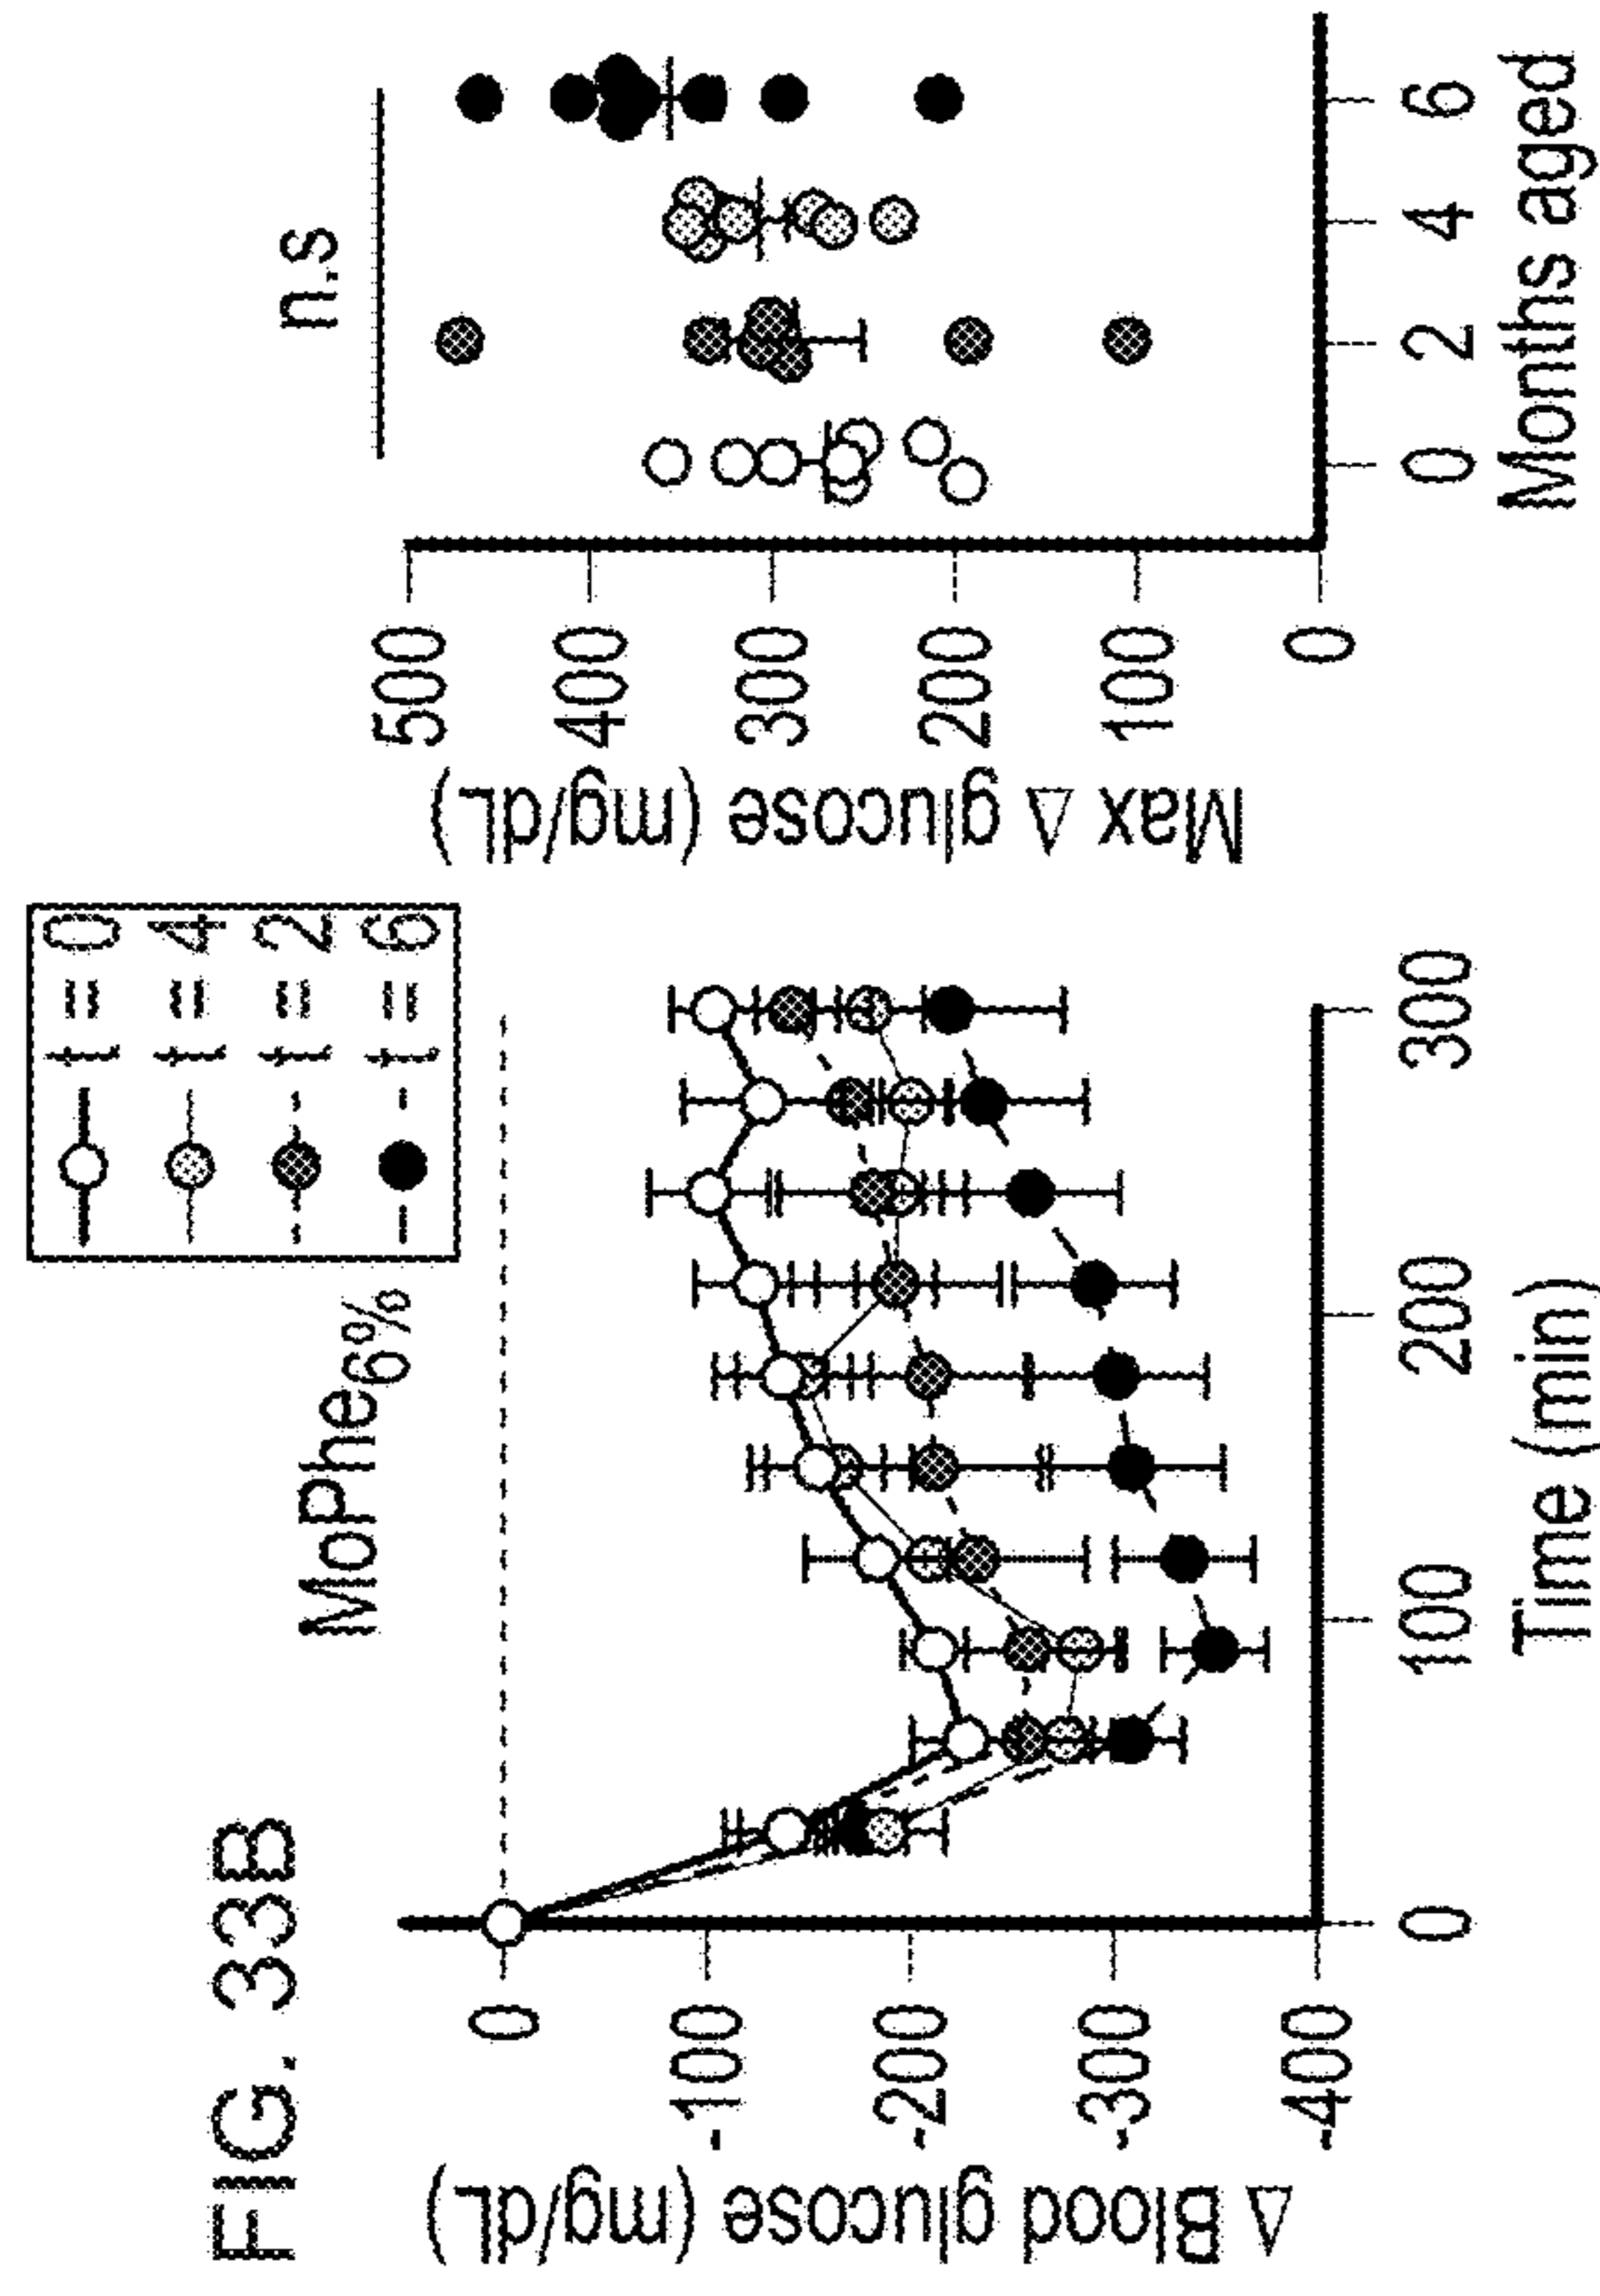 FIG. 33B
MoPhe6%
t = 0
t = 4
t = 2
t = 6
Δ Blood glucose (mg/dL)
0
-100
-200
-300
-400
0
100
200
300
Time (min)
n.s
Max Δ glucose (mg/dL)
500
400
300
200
100
0
0
2
4
6
Months aged